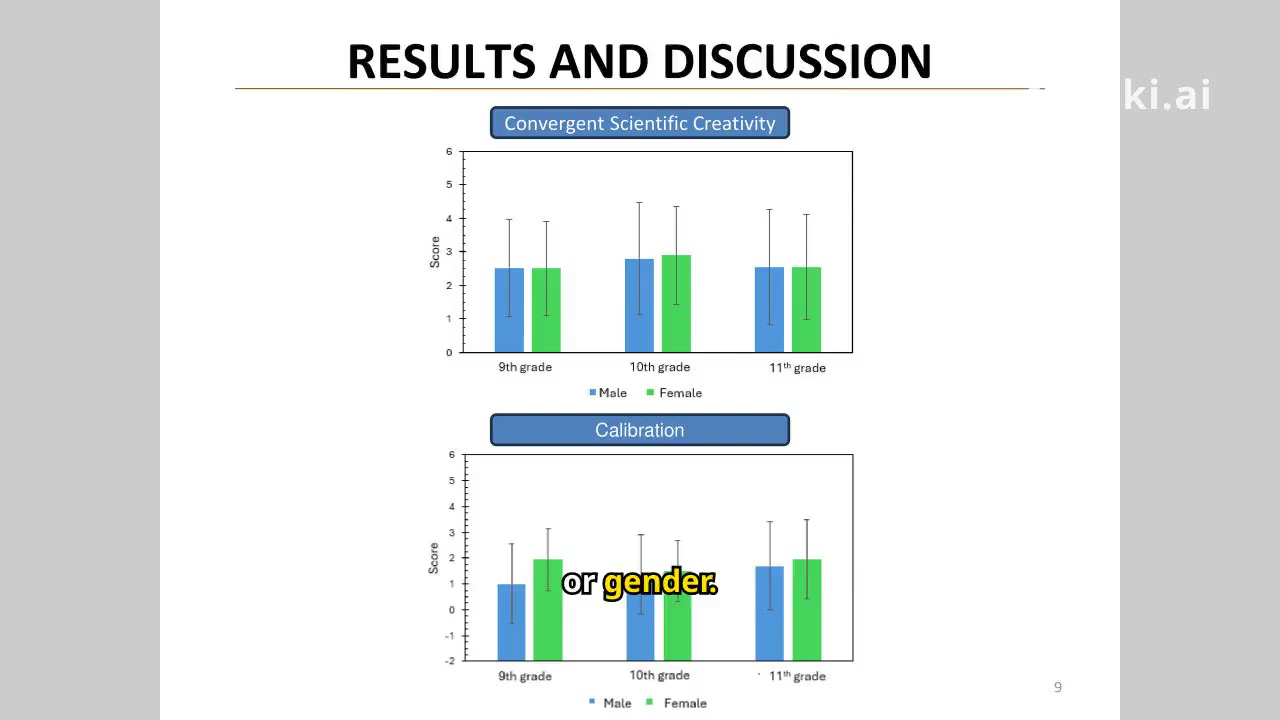 RESULTS AND DISCUSSION
ki.ai
Convergent Scientific Creativity
6
5
4
3
2
1
0
Score
9th grade
10th grade
11th grade
Male
Female
Calibration
6
5
4
3
2
1
0
-1
-2
Score
or gender.
9th grade
10th grade
11th grade
Male
Female
9